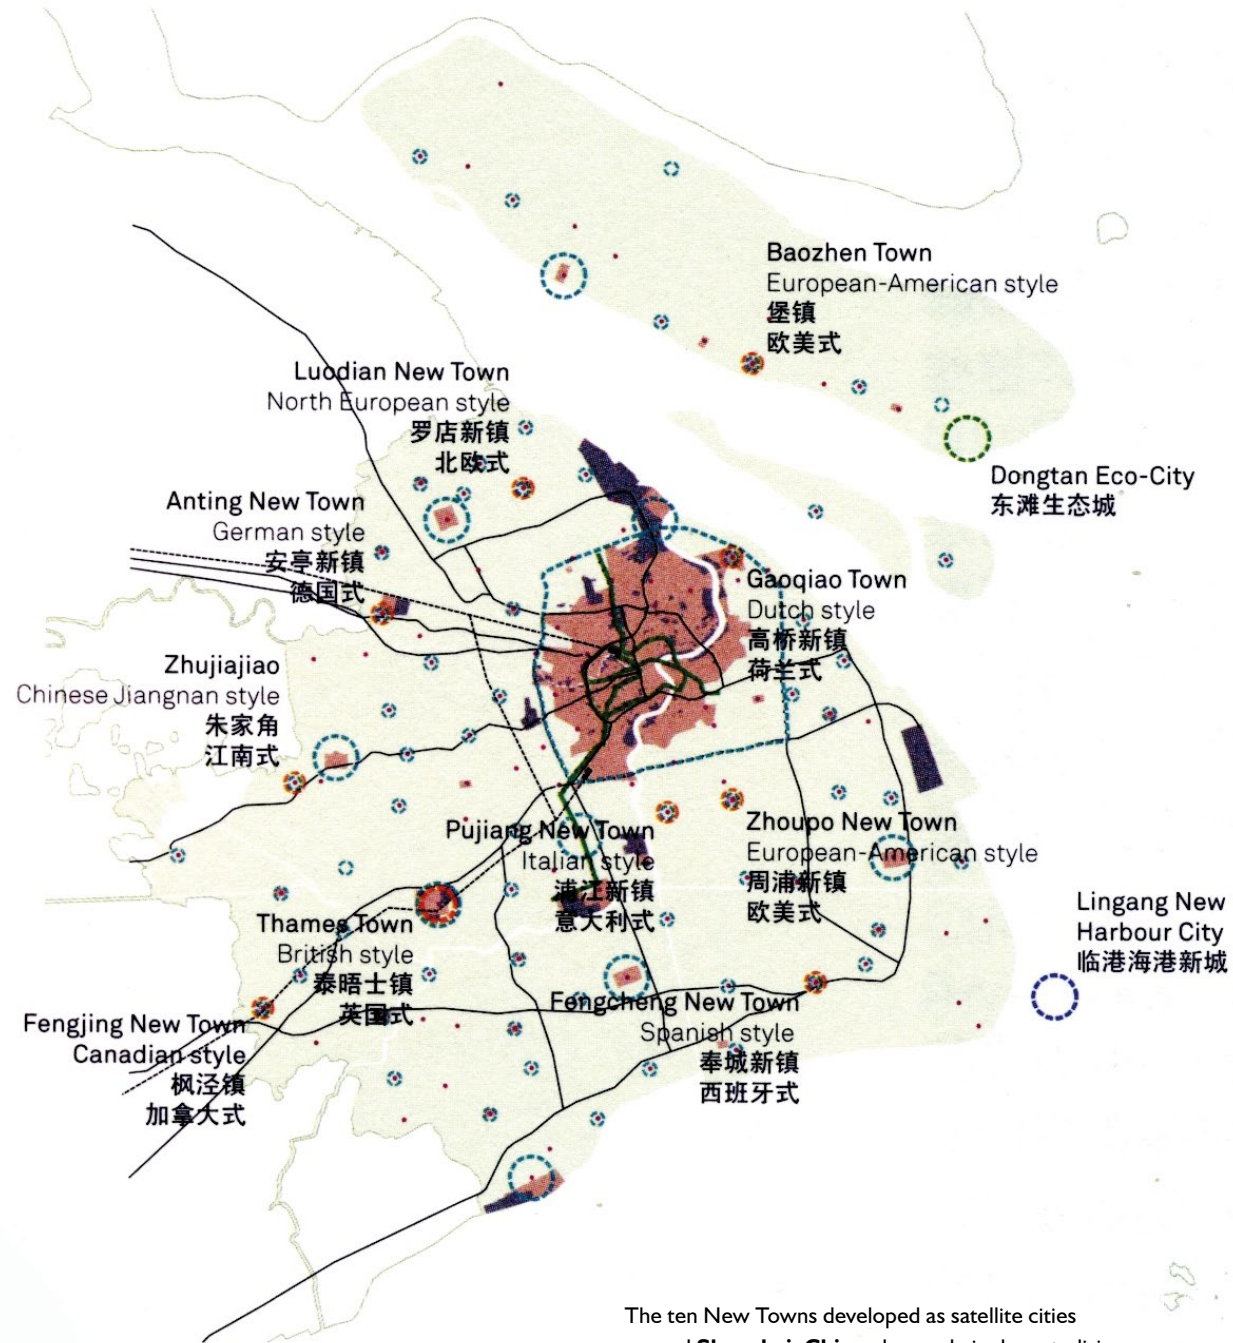 Baozhen Town
European-American style
堡镇
欧美式
Luodian New Town
North European style
罗店新镇
北欧式
Dongtan Eco-City
东滩生态城
Anting New Town
German style
安亭新镇
德国式
Gaoqiao Town
Dutch style
高桥新镇
荷兰式
Zhujiajiao
Chinese Jiangnan style
朱家角
江南式
Pujiang New Town
Italian style
浦江新镇
意大利式
Zhoupo New Town
European-American style
周浦新镇
欧美式
Lingang New
Harbour City
临港海港新城
Thames Town
British style
泰晤士镇
英国式
Fengcheng New Town
Spanish style
奉城新镇
西班牙式
Fengjing New Town
Canadian style
枫泾镇
加拿大式
The ten New Towns developed as satellite cities